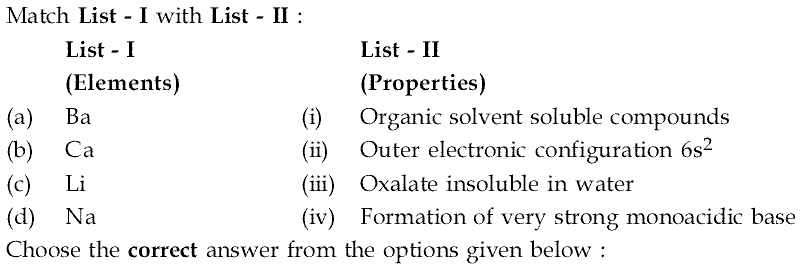 Match List - I with List - II :
List - I List - II
(Elements) (Properties)
(a) Ba (i) Organic solvent soluble compounds
(b) Ca (ii) Outer electronic configuration 6s²
(c) Li (iii) Oxalate insoluble in water
(d) Na (iv) Formation of very strong monoacidic base
Choose the correct answer from the options given below :